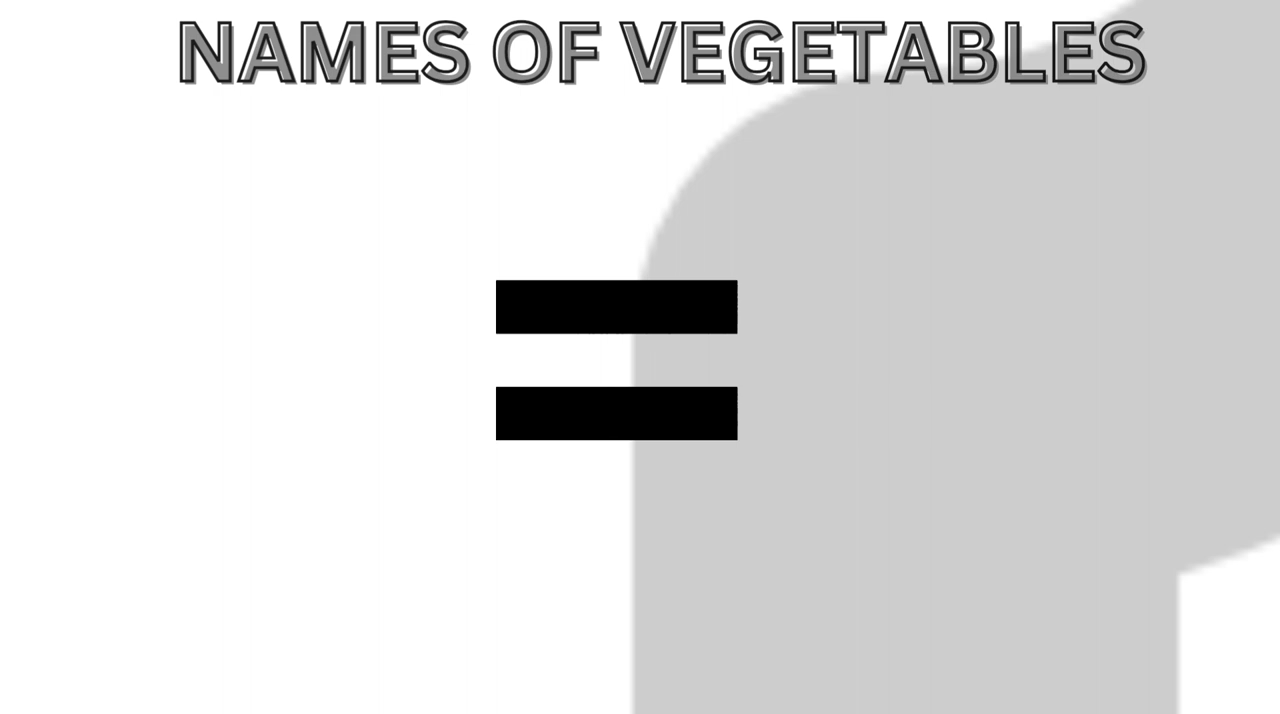 NAMES OF VEGETABLES
=